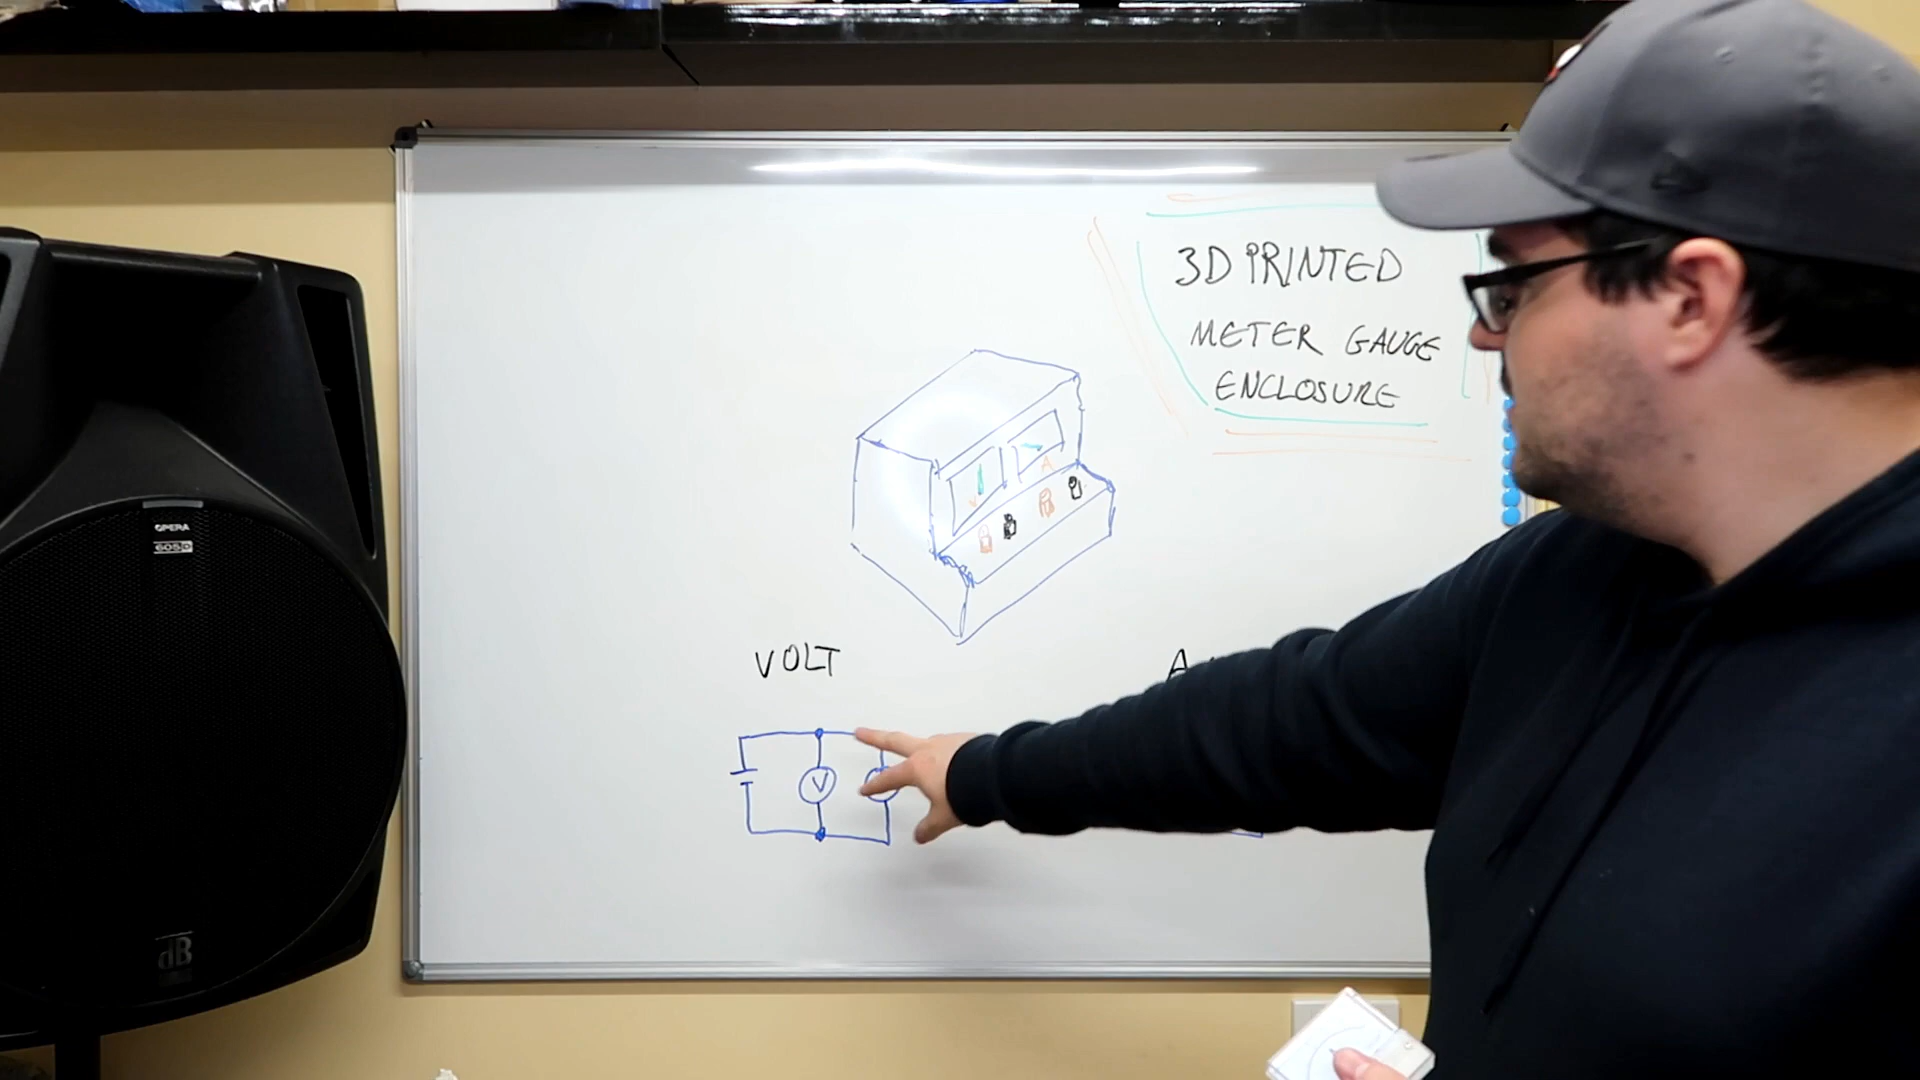 3D PRINTED
METER GAUGE
ENCLOSURE
A
V
VOLT
V
OPERA
605D
dB